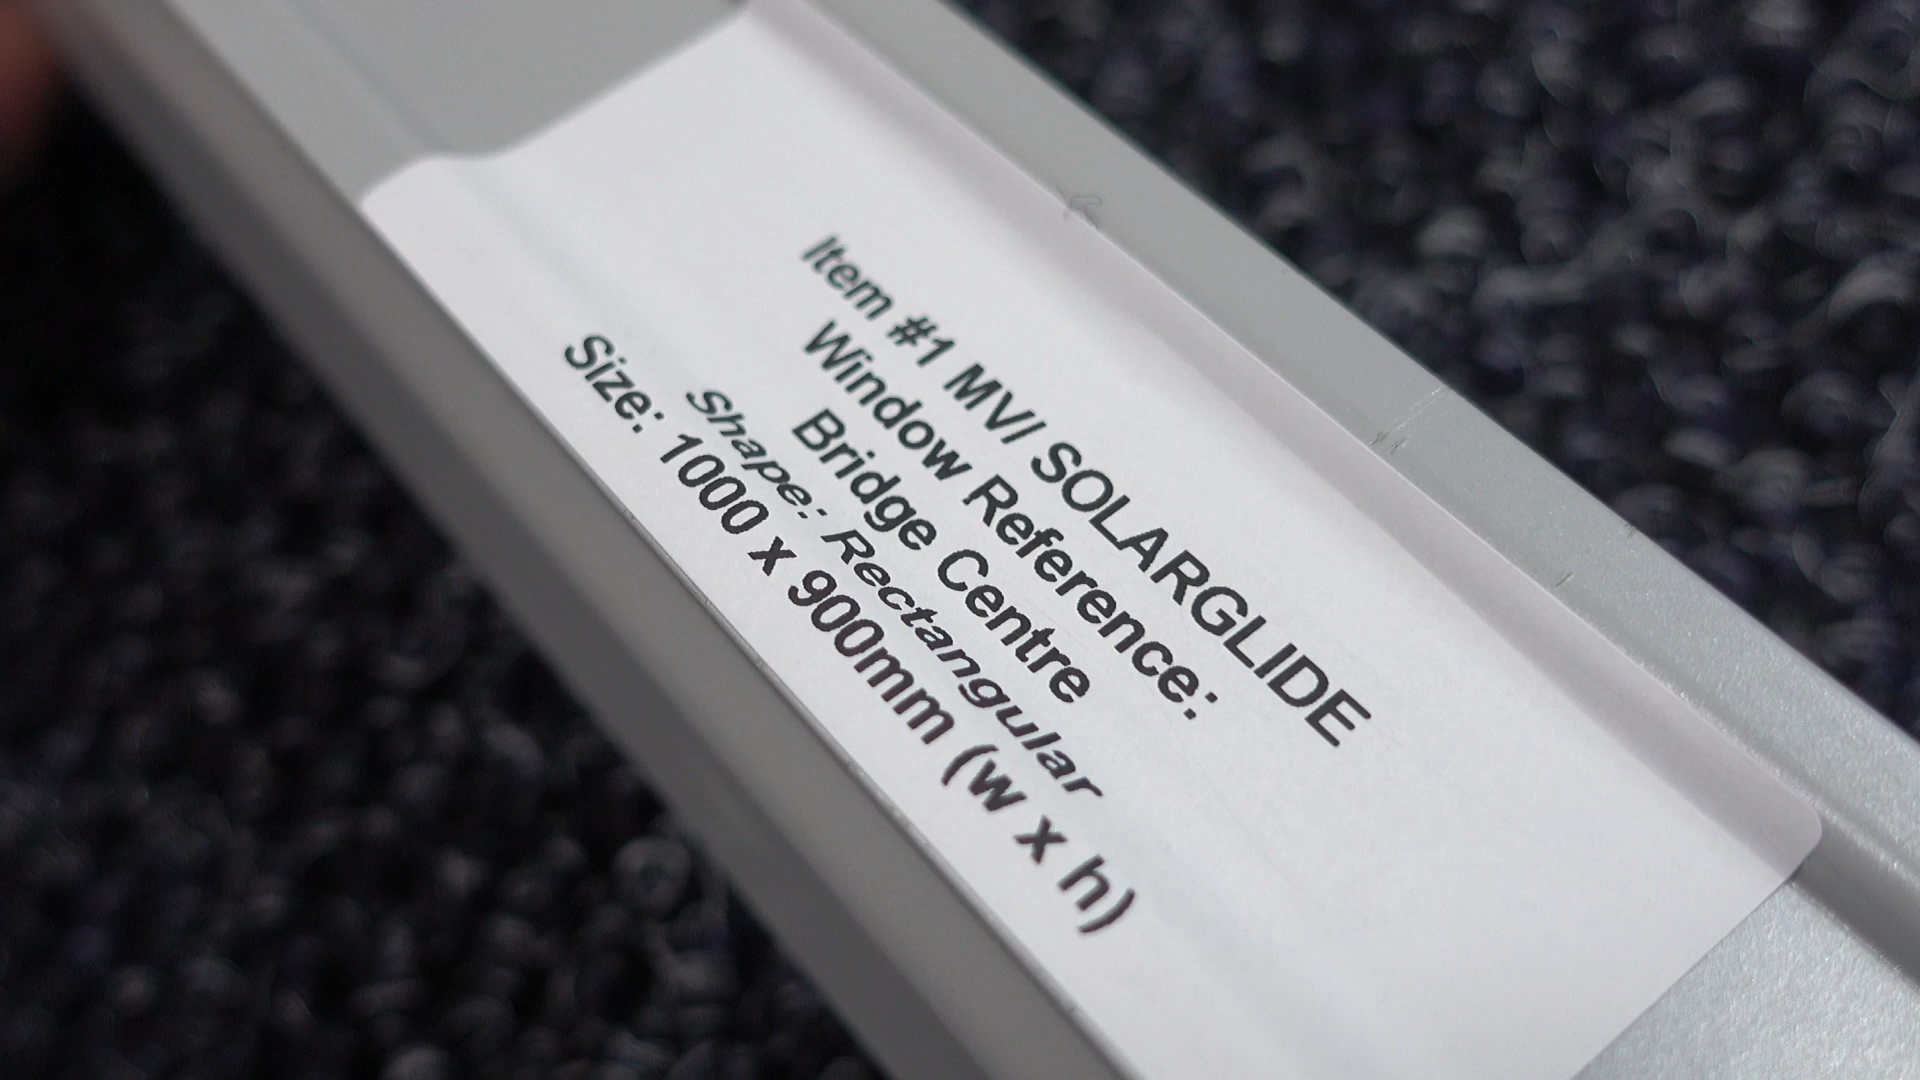 Item #1 MVI SOLARGLIDE
Window Reference:
Bridge Centre
Shape: Rectangular
Size: 1000 x 900mm (w x h)